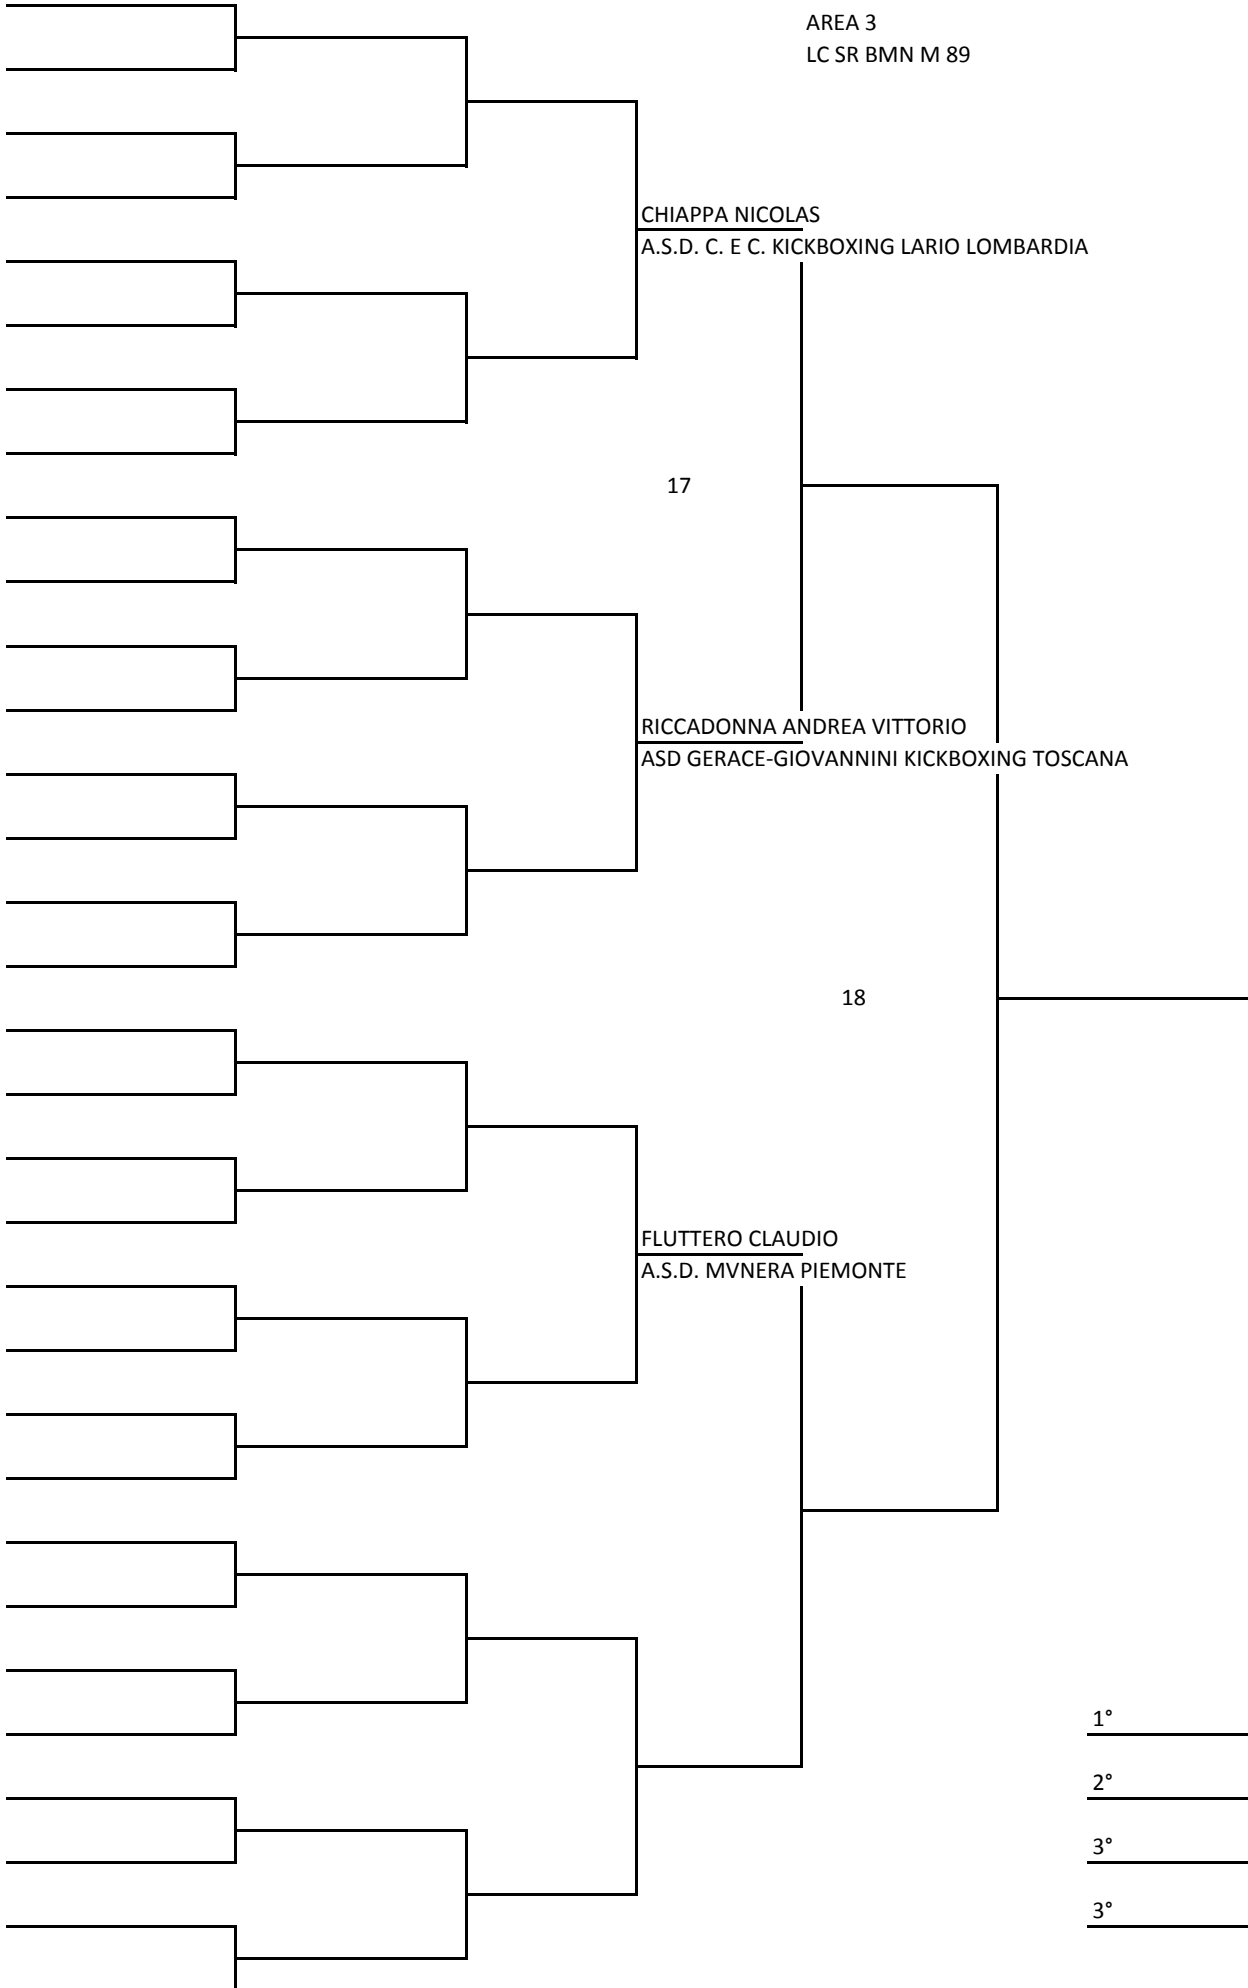 AREA 3
LC SR BMN M 89
CHIAPPA NICOLAS
A.S.D. C. E C. KICKBOXING LARIO LOMBARDIA
17
RICCADONNA ANDREA VITTORIO
ASD GERACE-GIOVANNINI KICKBOXING TOSCANA
18
FLUTTERO CLAUDIO
A.S.D. MVNERA PIEMONTE
1°
2°
3°
3°